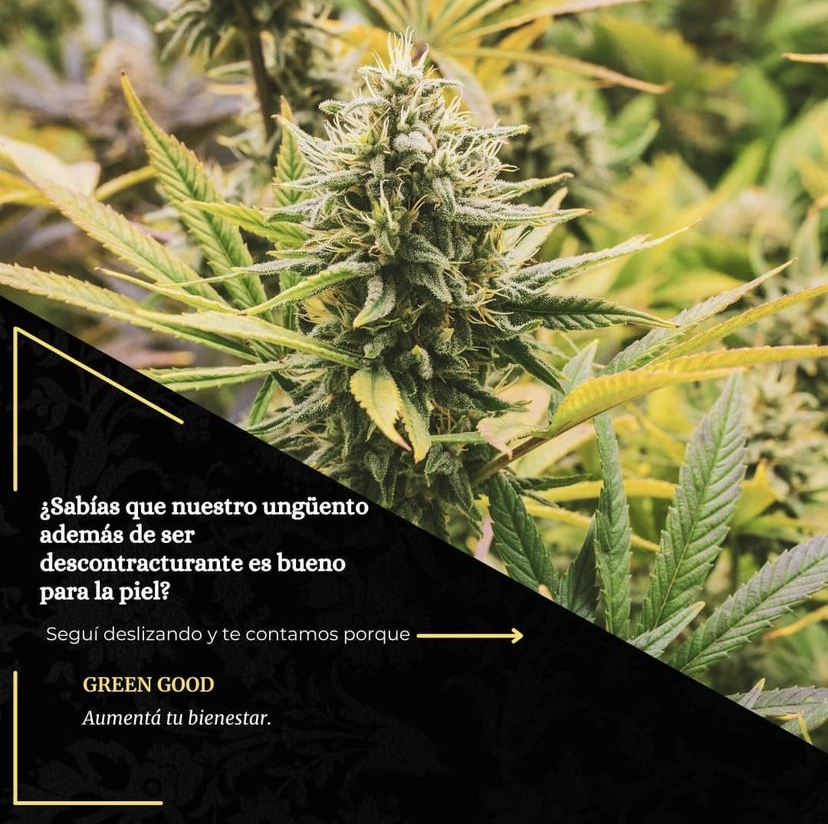 ¿Sabías que nuestro ungüento
además de ser
descontracturante es bueno
para la piel?
Seguí deslizando y te contamos porque
GREEN GOOD
Aumentá tu bienestar.